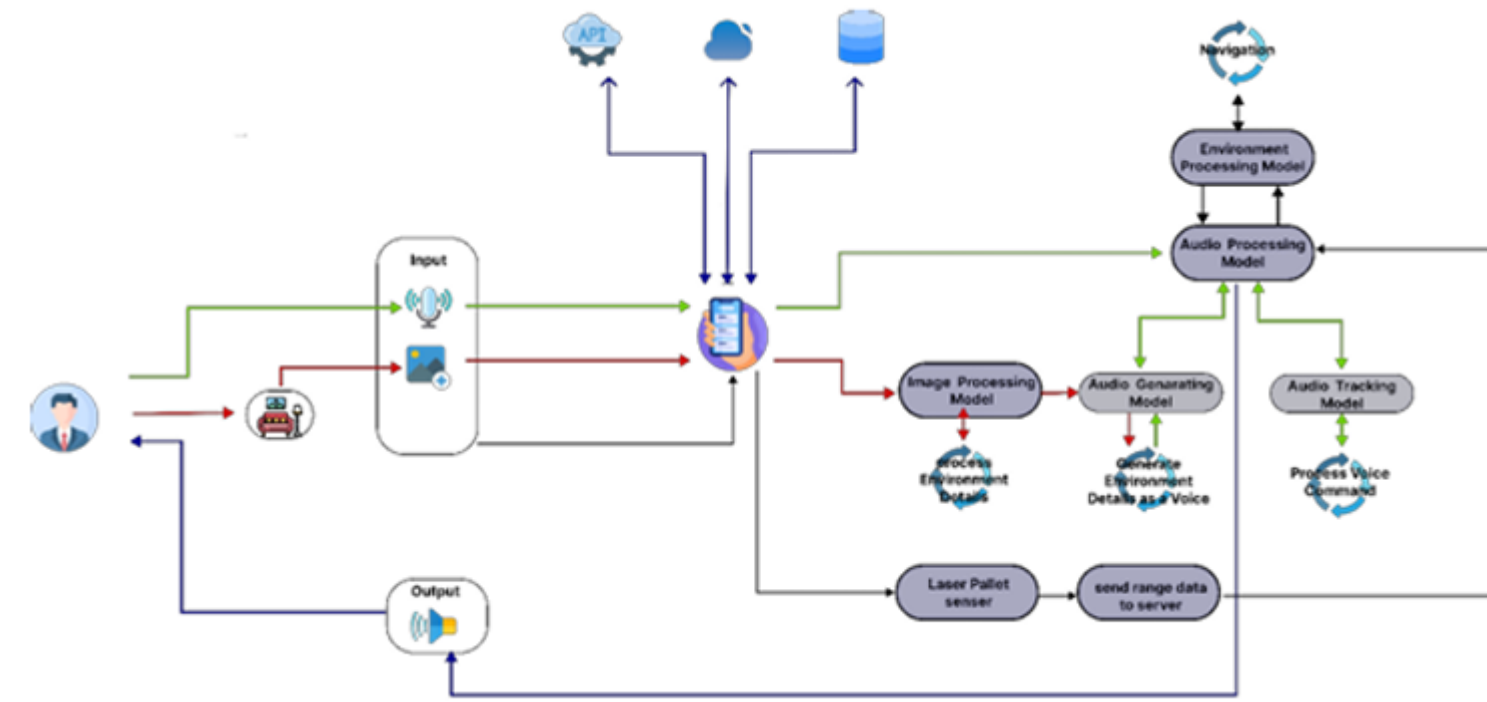 API
Navigation
Environment
Processing Model
Audio Processing
Model
Input
Image Processing
Model
Audio Genarating
Model
Audio Tracking
Model
process
Environment
Details
Generate
Environment
Details as a Voice
Process Voice
Command
Laser Pallet
senser
send range data
to server
Output